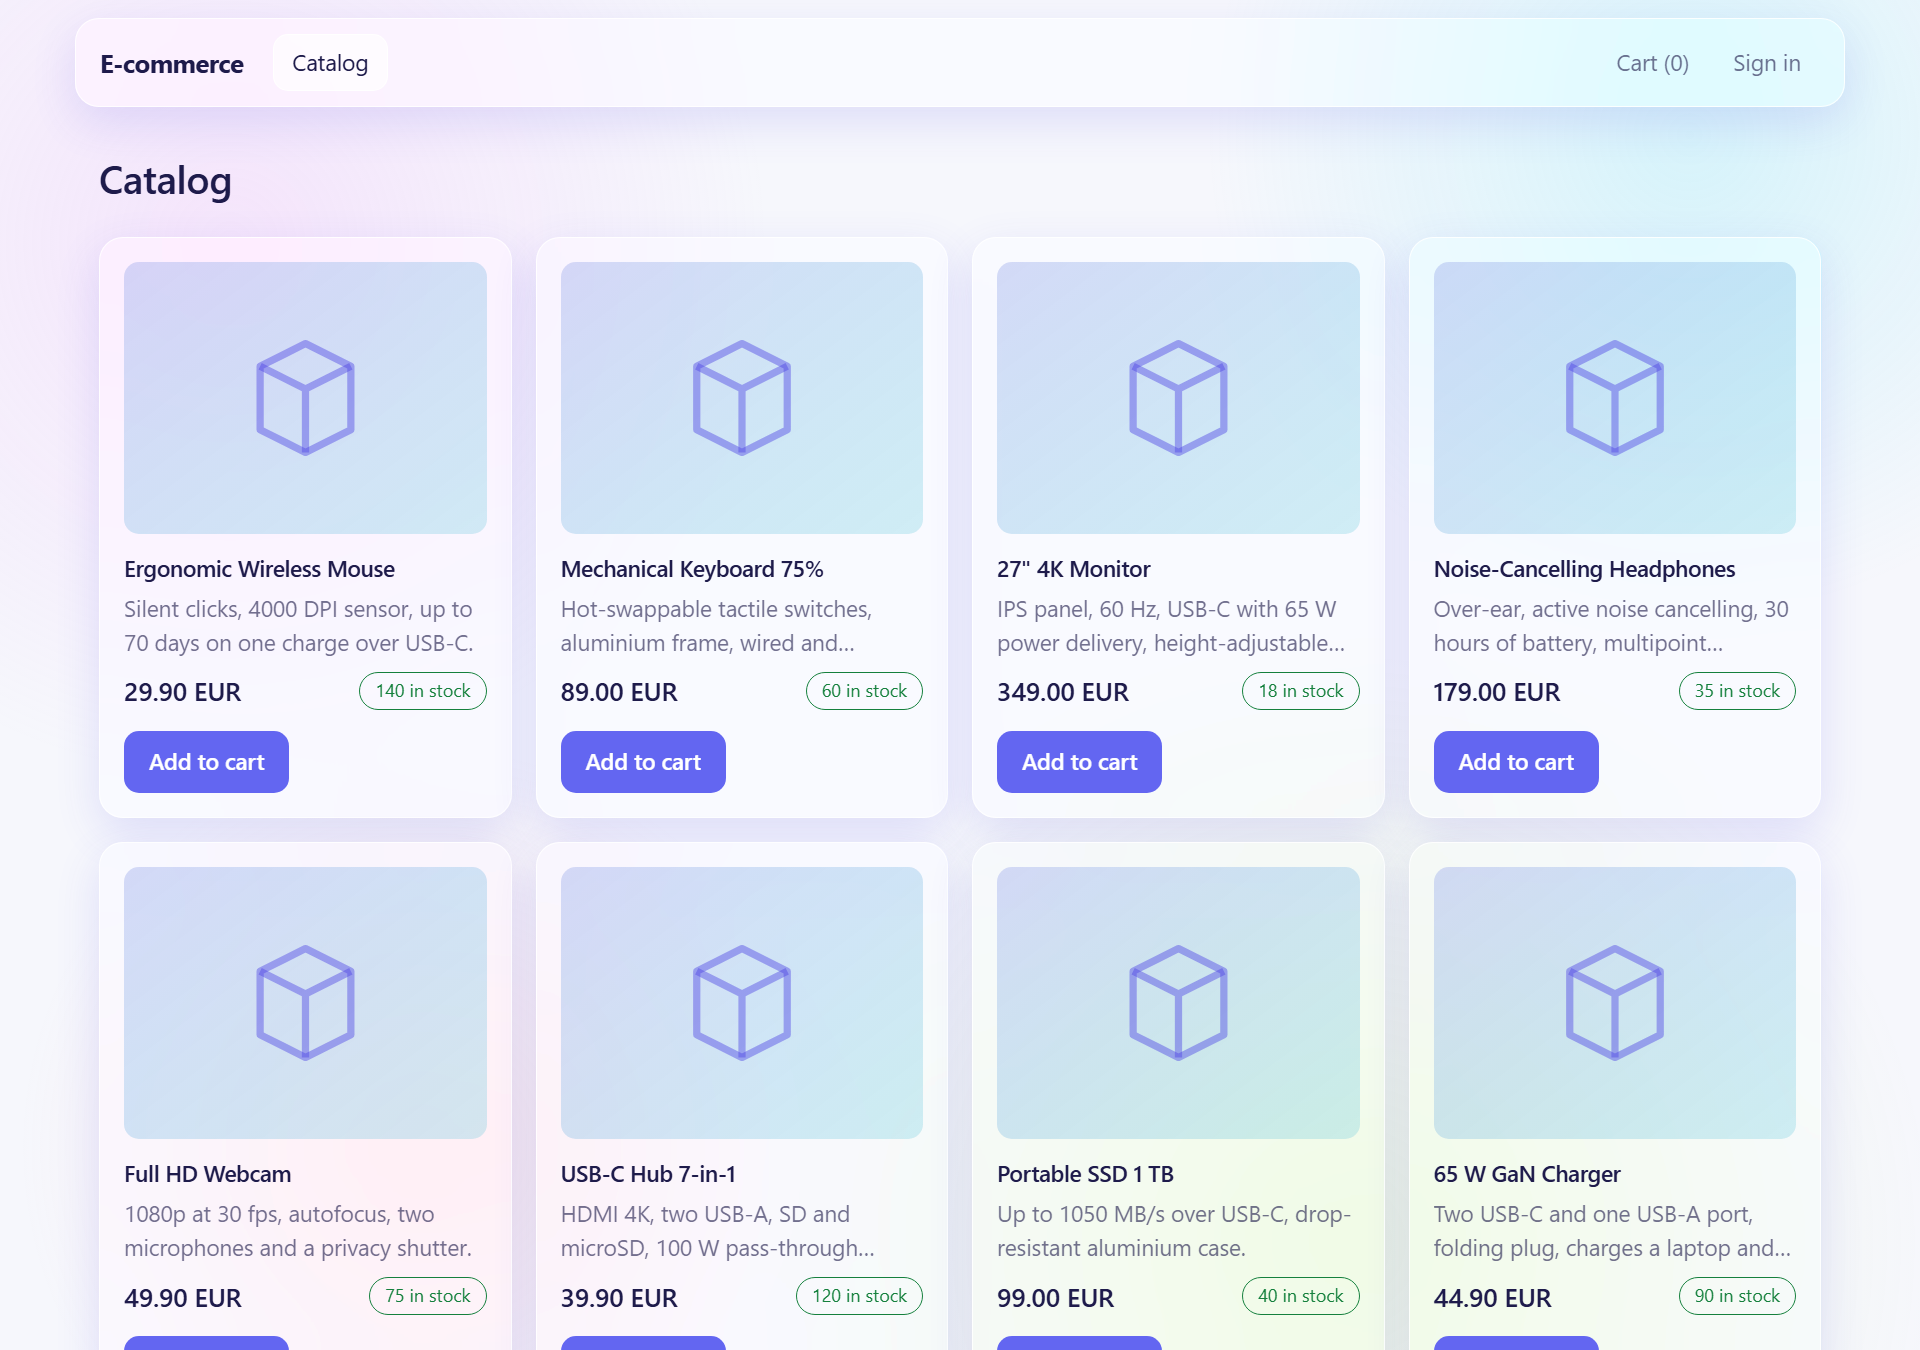 E-commerce
Catalog
Cart (0)
Sign in
Catalog
Ergonomic Wireless Mouse
Silent clicks, 4000 DPI sensor, up to
70 days on one charge over USB-C.
29.90 EUR
140 in stock
Add to cart
Mechanical Keyboard 75%
Hot-swappable tactile switches,
aluminium frame, wired and...
89.00 EUR
60 in stock
Add to cart
27" 4K Monitor
IPS panel, 60 Hz, USB-C with 65 W
power delivery, height-adjustable...
349.00 EUR
18 in stock
Add to cart
Noise-Cancelling Headphones
Over-ear, active noise cancelling, 30
hours of battery, multipoint...
179.00 EUR
35 in stock
Add to cart
Full HD Webcam
1080p at 30 fps, autofocus, two
microphones and a privacy shutter.
49.90 EUR
75 in stock
USB-C Hub 7-in-1
HDMI 4K, two USB-A, SD and
microSD, 100 W pass-through...
39.90 EUR
120 in stock
Portable SSD 1 TB
Up to 1050 MB/s over USB-C, drop-
resistant aluminium case.
99.00 EUR
40 in stock
65 W GaN Charger
Two USB-C and one USB-A port,
folding plug, charges a laptop and...
44.90 EUR
90 in stock